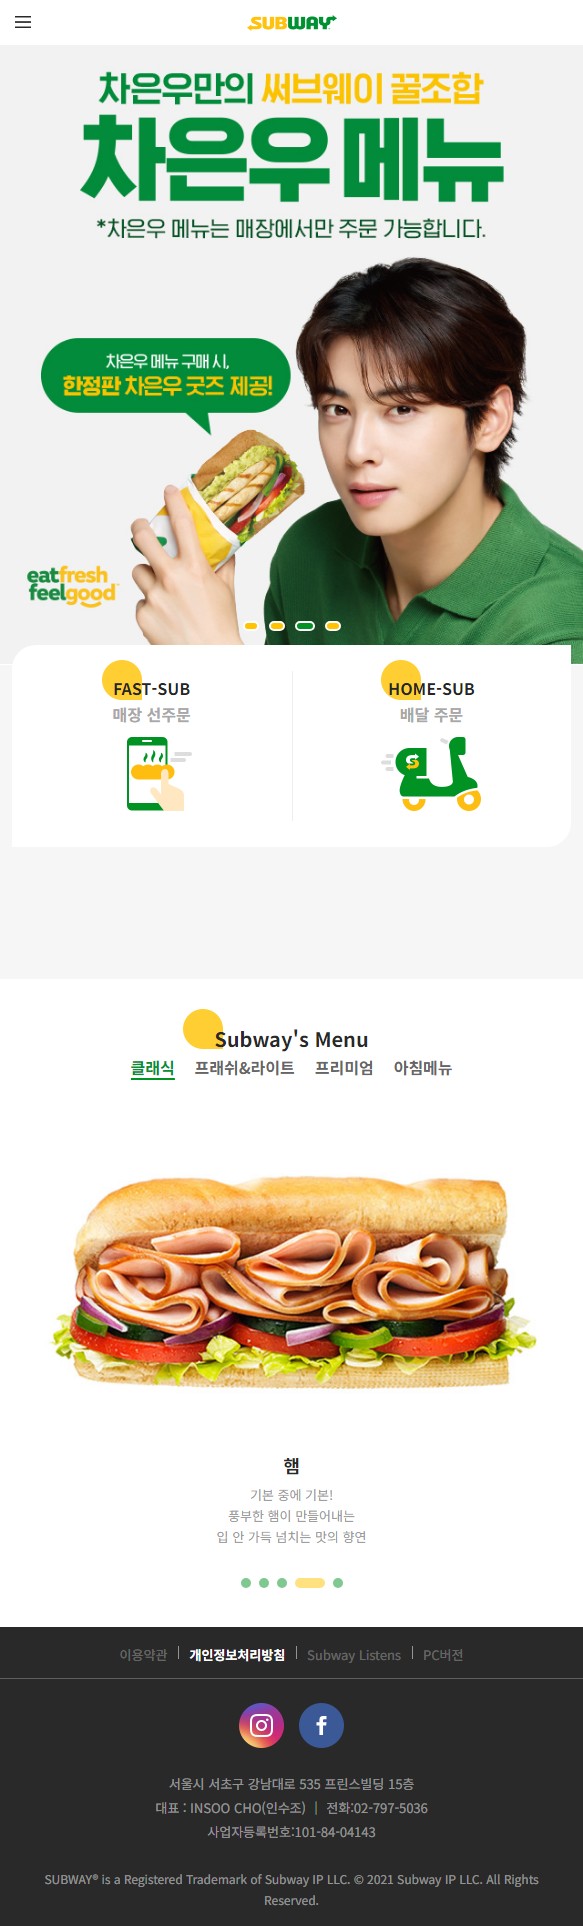 SUBWAY
차은우만의 써브웨이 꿀조합
차은우 메뉴
*차은우 메뉴는 매장에서만 주문 가능합니다.
차은우 메뉴 구매 시,
한정판 차은우 굿즈 제공!
eatfresh
feelgood
FAST-SUB
매장 선주문
HOME-SUB
배달 주문
Subway's Menu
클래식 프래쉬&라이트 프리미엄 아침메뉴
햄
기본 중에 기본!
풍부한 햄이 만들어내는
입 안 가득 넘치는 맛의 향연
이용약관 | 개인정보처리방침 | Subway Listens | PC버전
서울시 서초구 강남대로 535 프린스빌딩 15층
대표 : INSOO CHO(인수조) | 전화:02-797-5036
사업자등록번호:101-84-04143
SUBWAY® is a Registered Trademark of Subway IP LLC. © 2021 Subway IP LLC. All Rights
Reserved.